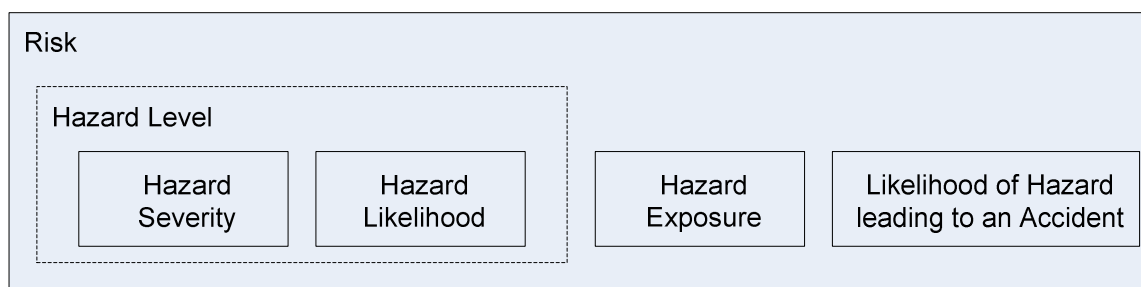 Risk
Hazard Level
Hazard
Severity
Hazard
Likelihood
Hazard
Exposure
Likelihood of Hazard
leading to an Accident